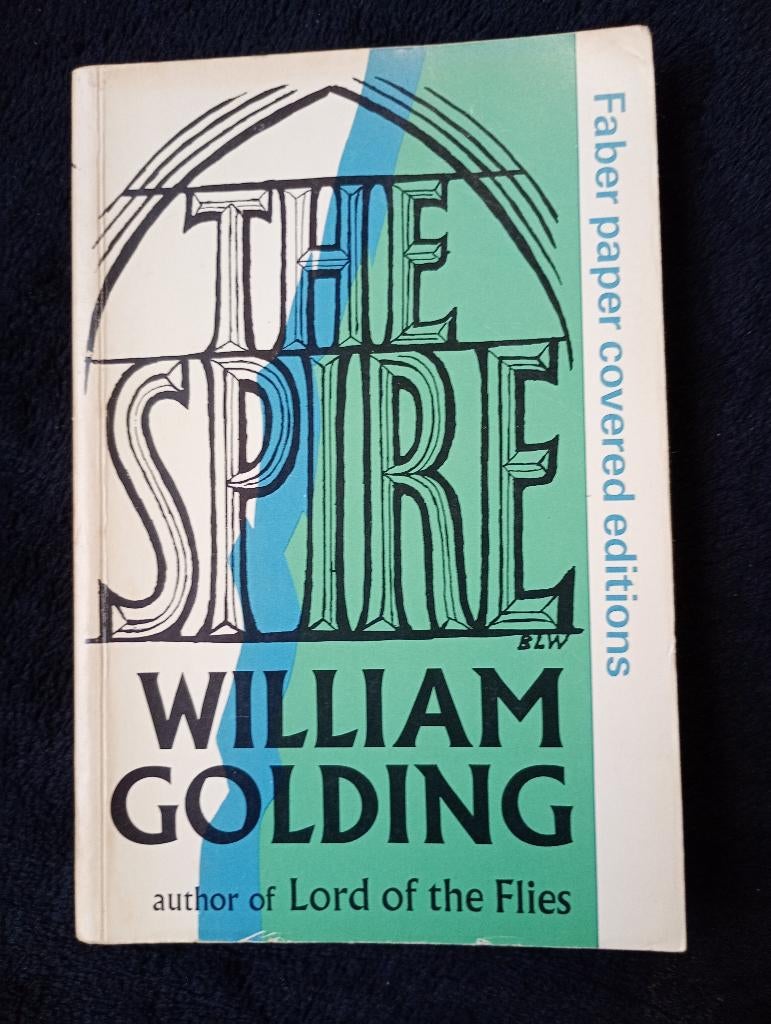 THE
SPIRE
BLW
WILLIAM
GOLDING
author of Lord of the Flies
Faber paper covered editions